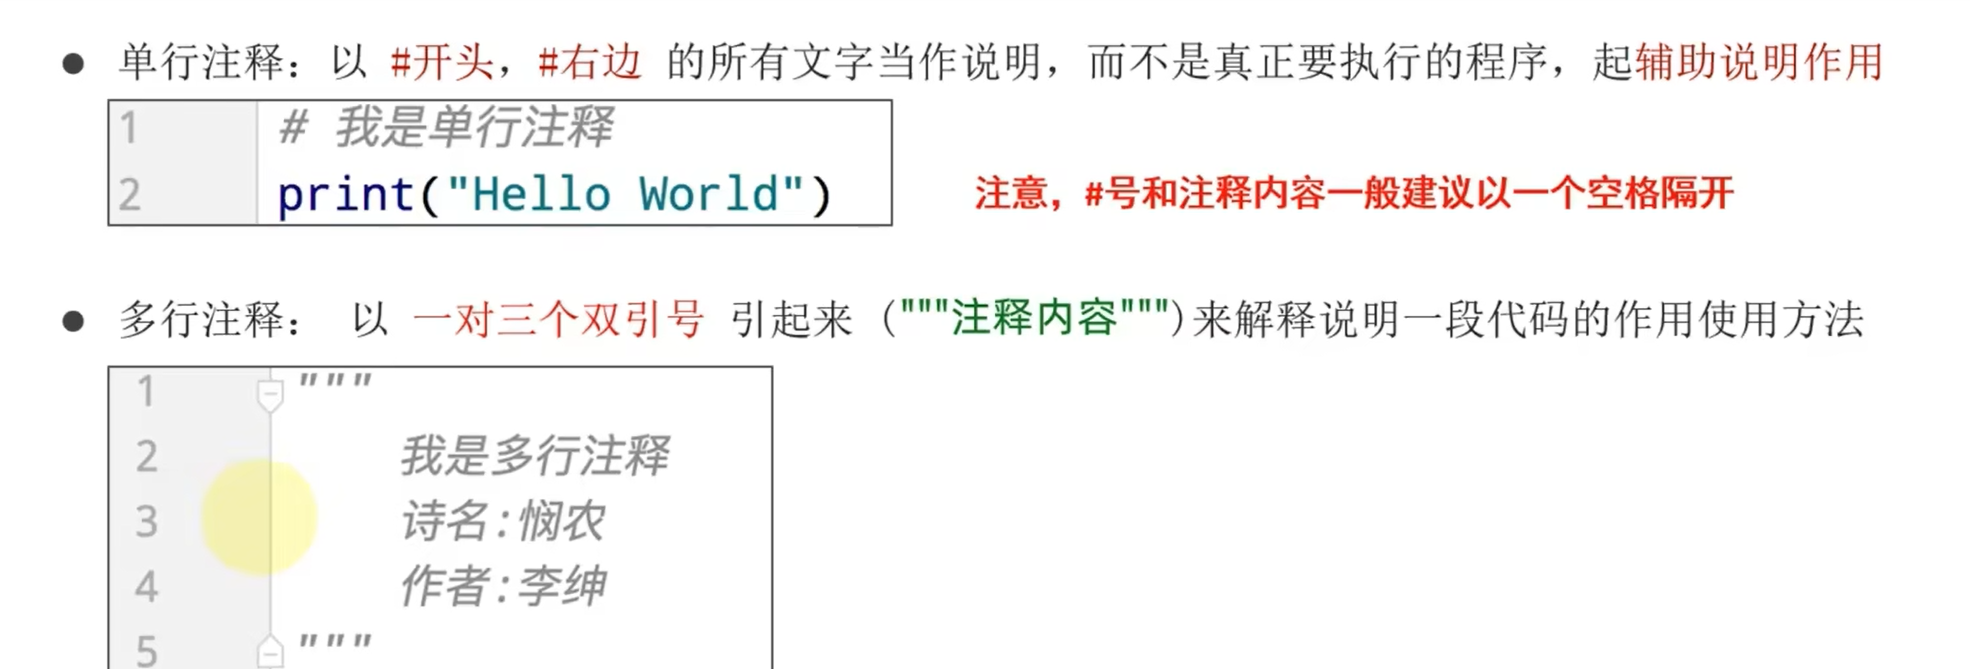 ● 单行注释：以 #开头，#右边 的所有文字当作说明，而不是真正要执行的程序，起辅助说明作用
1 # 我是单行注释
2 print("Hello World")
注意，#号和注释内容一般建议以一个空格隔开
● 多行注释： 以 一对三个双引号 引起来（"""注释内容"""）来解释说明一段代码的作用使用方法
1 """
2 我是多行注释
3 诗名:悯农
4 作者:李绅
5 """